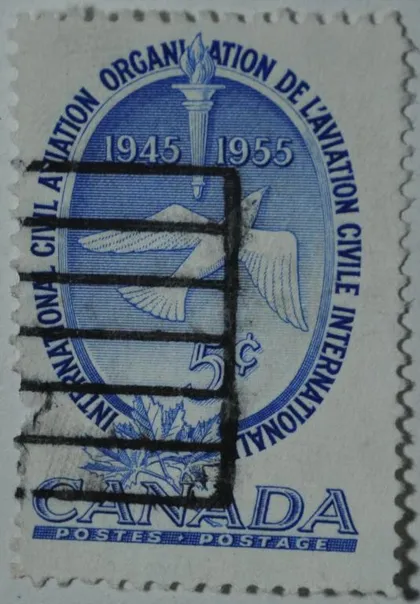 INTERNATIONAL CIVIL AVIATION ORGANIZATION DE L'AVIATION CIVILE INTERNATIONALE
1945 1955
5¢
CANADA
POSTES · POSTAGE